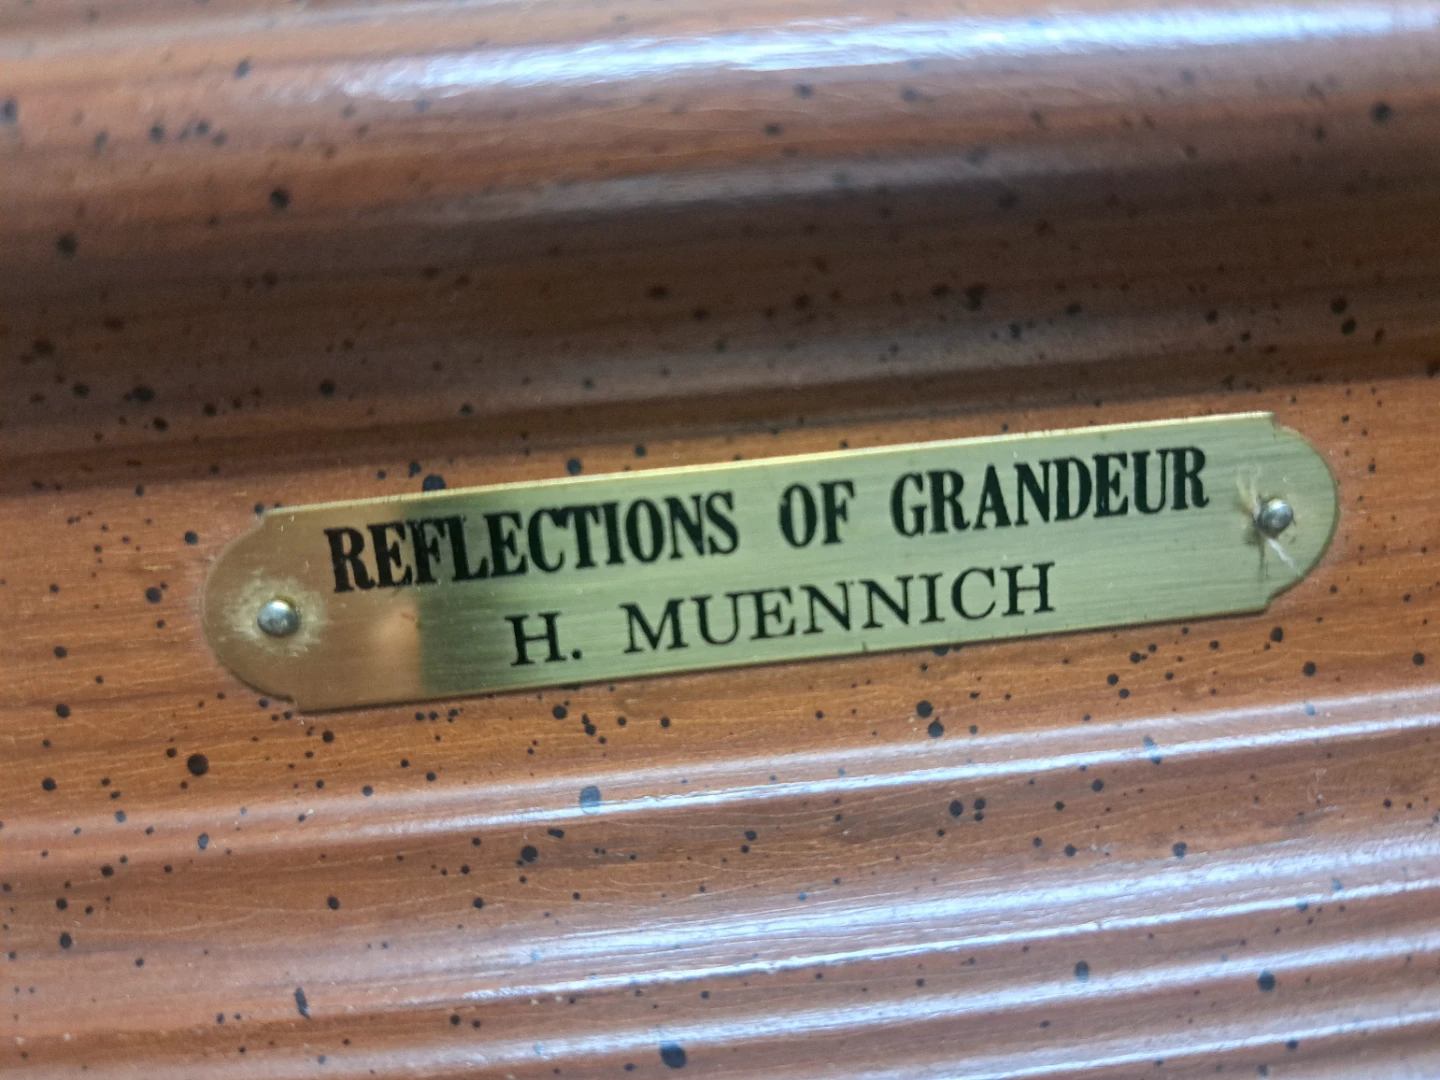 REFLECTIONS OF GRANDEUR
H. MUENNICH